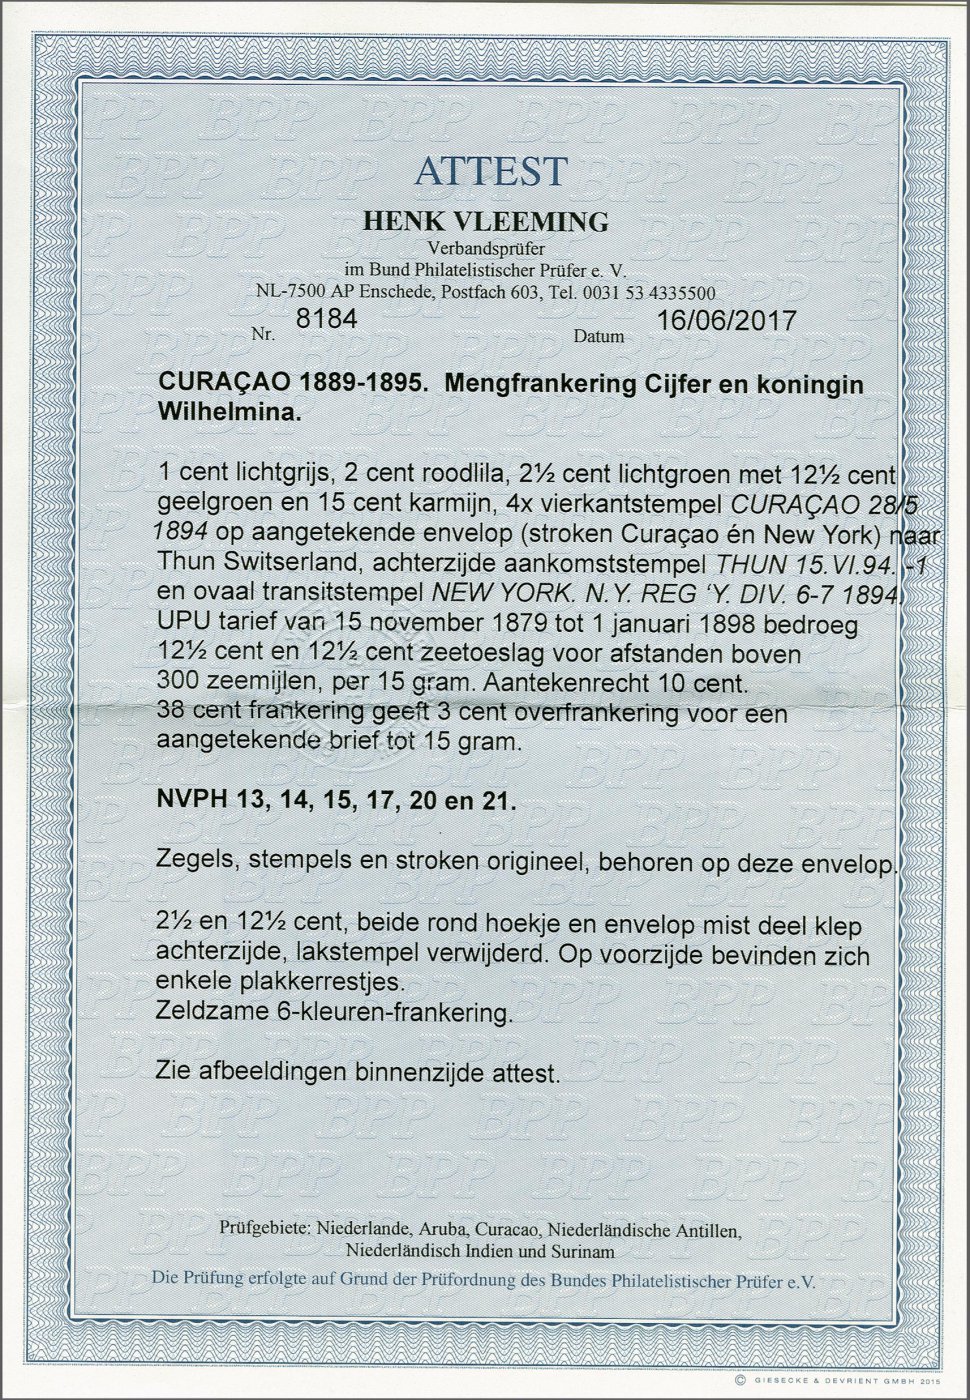 ATTEST
HENK VLEEMING
Verbandsprüfer
im Bund Philatelistischer Prüfer e. V.
NL-7500 AP Enschede, Postfach 603, Tel. 0031 53 4335500
Nr. 8184 Datum 16/06/2017
CURAÇAO 1889-1895. Mengfrankering Cijfer en koningin
Wilhelmina.
1 cent lichtgrijs, 2 cent roodlila, 2½ cent lichtgroen met 12½ cent
geelgroen en 15 cent karmijn, 4x vierkantstempel CURAÇAO 28/5
1894 op aangetekende envelop (stroken Curaçao én New York) naar
Thun Switserland, achterzijde aankomststempel THUN 15.VI.94. -1
en ovaal transitstempel NEW YORK. N.Y. REG 'Y. DIV. 6-7 1894.
UPU tarief van 15 november 1879 tot 1 januari 1898 bedroeg
12½ cent en 12½ cent zeetoeslag voor afstanden boven
300 zeemijlen, per 15 gram. Aantekenrecht 10 cent.
38 cent frankering geeft 3 cent overfrankering voor een
aangetekende brief tot 15 gram.
NVPH 13, 14, 15, 17, 20 en 21.
Zegels, stempels en stroken origineel, behoren op deze envelop.
2½ en 12½ cent, beide rond hoekje en envelop mist deel klep
achterzijde, lakstempel verwijderd. Op voorzijde bevinden zich
enkele plakkerrestjes.
Zeldzame 6-kleuren-frankering.
Zie afbeeldingen binnenzijde attest.
Prüfgebiete: Niederlande, Aruba, Curacao, Niederländische Antillen,
Niederländisch Indien und Surinam
Die Prüfung erfolgte auf Grund der Prüfordnung des Bundes Philatelistischer Prüfer e.V.
© GIESECKE & DEVRIENT GMBH 2015